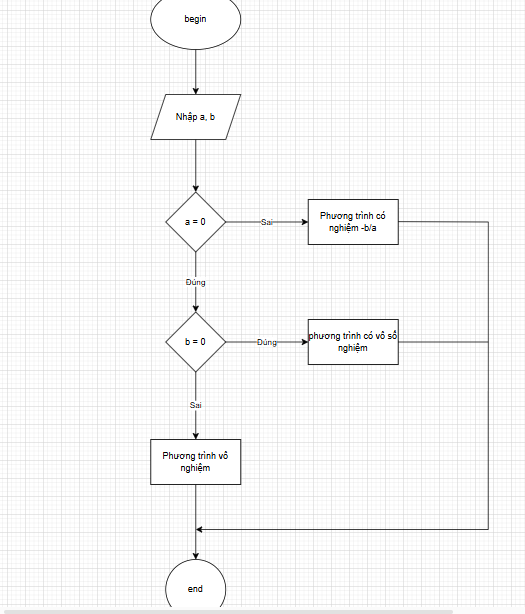 begin
Nhập a, b
a = 0
Sai
Phương trình có
nghiệm -b/a
Đúng
b = 0
Đúng
phương trình có vô số
nghiệm
Sai
Phương trình vô
nghiệm
end